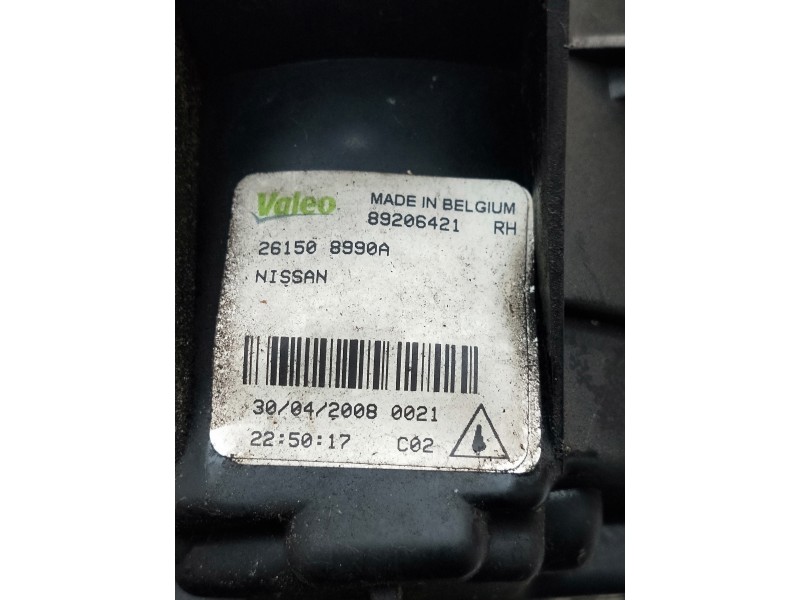 Valeo MADE IN BELGIUM
89206421 RH
26150 8990A
NISSAN
30/04/2008 0021
22:50:17 C02